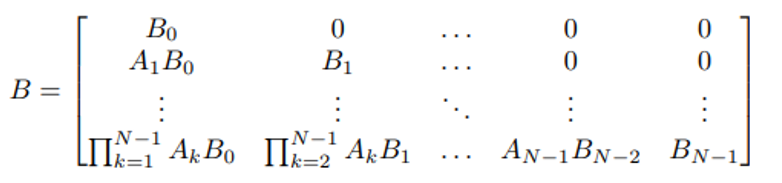 B_0 0 … 0 0
A_1B_0 B_1 … 0 0
B = ⋮ ⋮ ⋱ ⋮ ⋮
∏_{k=1}^{N−1} A_kB_0 ∏_{k=2}^{N−1} A_kB_1 … A_{N−1}B_{N−2} B_{N−1}